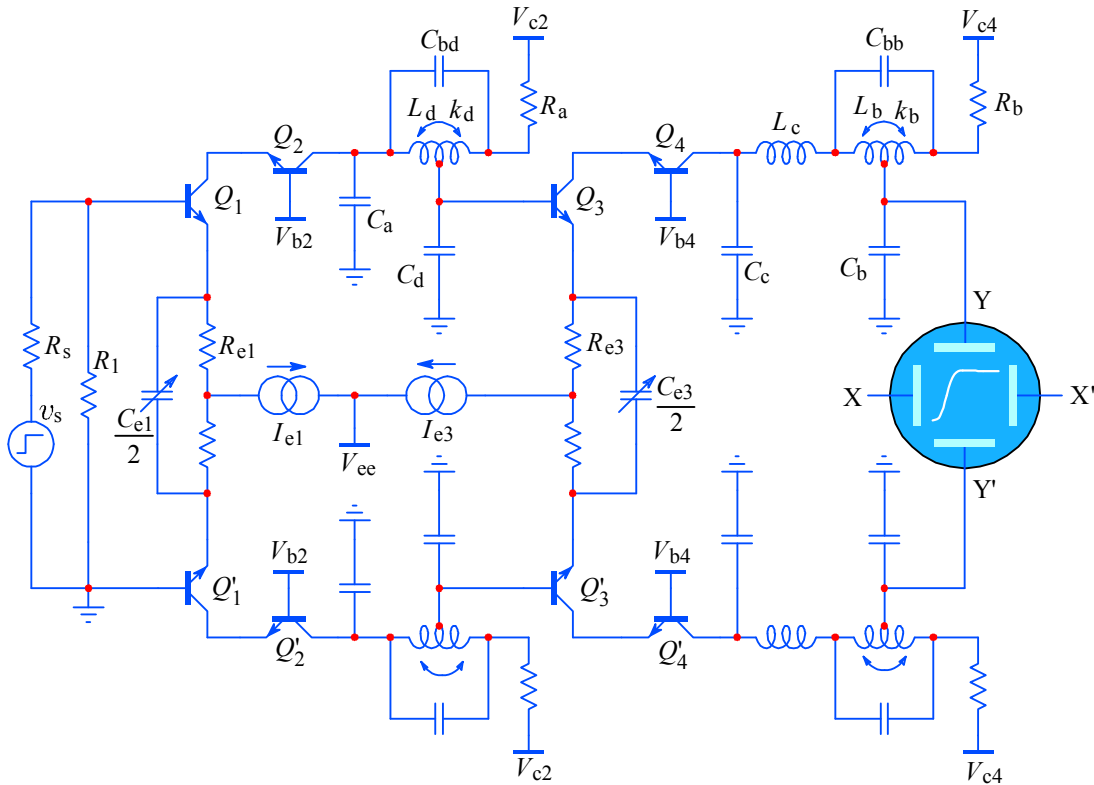 Vc2
Vc4
Cbd
Cbb
Ld
kd
Ra
Lc
Lb
kb
Rb
Q2
Q4
Q1
Q3
Vb2
Ca
Vb4
Cd
Cc
Cb
Y
Rs
R1
Re1
Re3
vs
Ce1
2
Ie1
Ie3
Ce3
2
X
X'
Vee
Y'
Vb2
Vb4
Q'1
Q'3
Q'2
Q'4
Vc2
Vc4